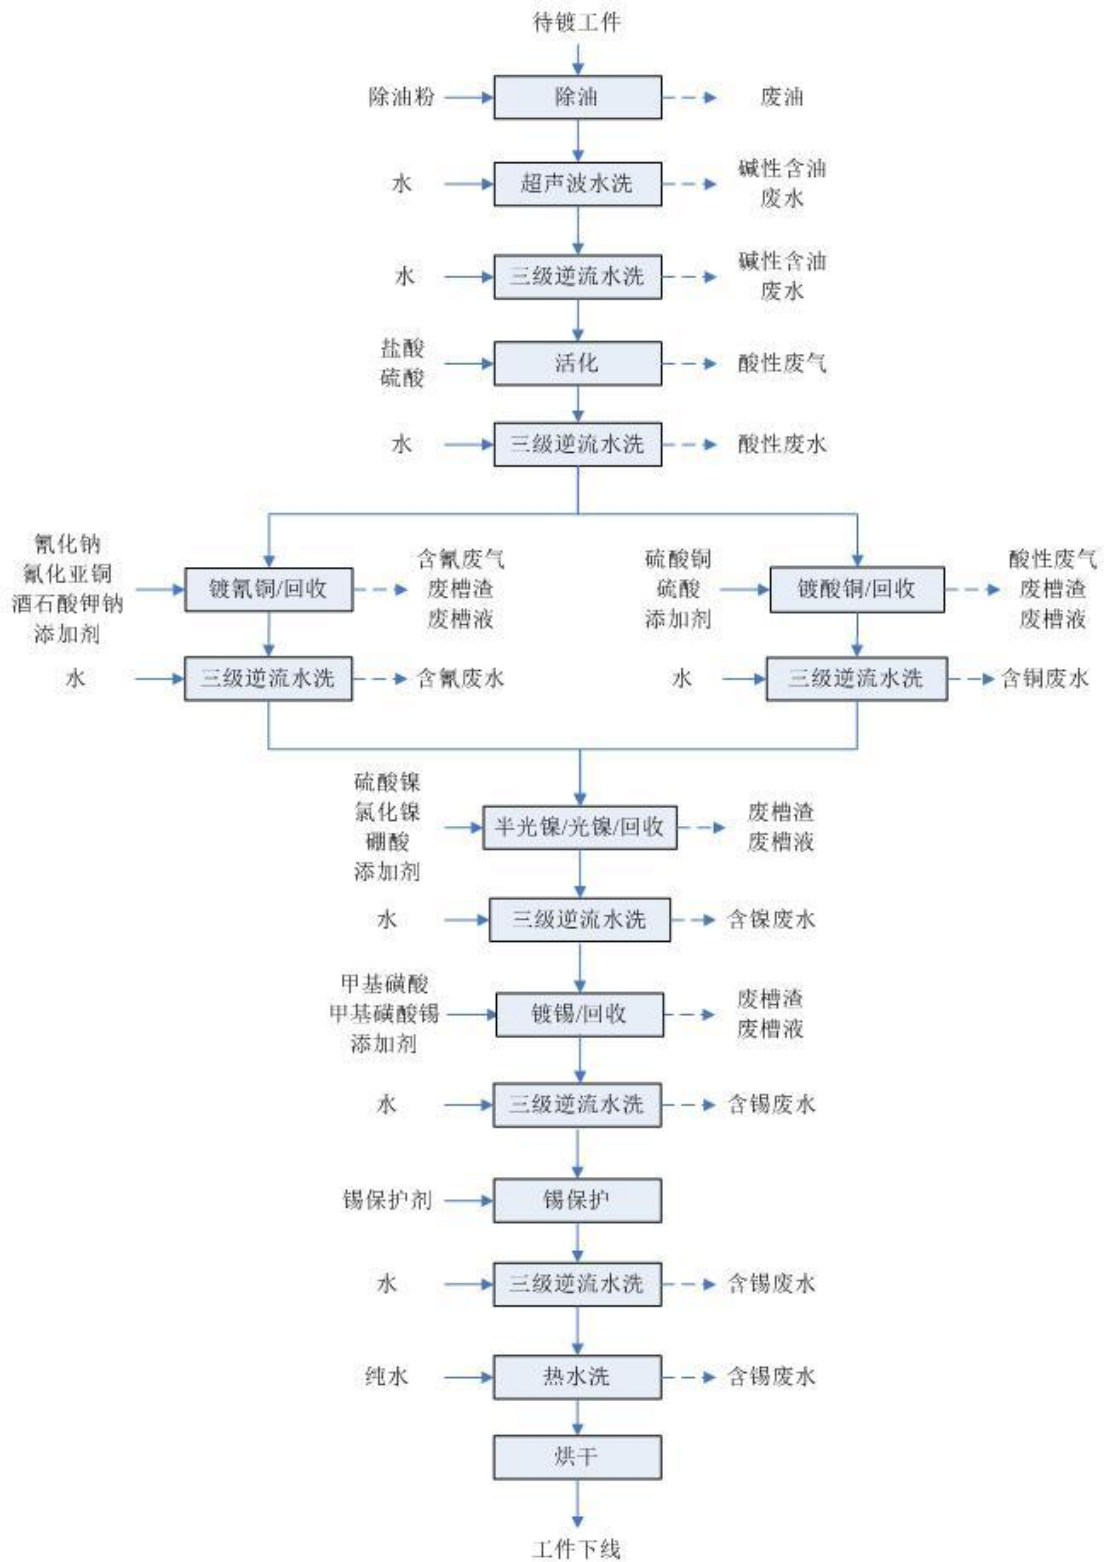 待镀工件
除油粉
除油
废油
水
超声波水洗
碱性含油
废水
水
三级逆流水洗
碱性含油
废水
盐酸
硫酸
活化
酸性废气
水
三级逆流水洗
酸性废水
氰化钠
氰化亚铜
酒石酸钾钠
添加剂
镀氰铜/回收
含氰废气
废槽渣
废槽液
硫酸铜
硫酸
添加剂
镀酸铜/回收
酸性废气
废槽渣
废槽液
水
三级逆流水洗
含氰废水
水
三级逆流水洗
含铜废水
硫酸镍
氯化镍
硼酸
添加剂
半光镍/光镍/回收
废槽渣
废槽液
水
三级逆流水洗
含镍废水
甲基磺酸
甲基磺酸锡
添加剂
镀锡/回收
废槽渣
废槽液
水
三级逆流水洗
含锡废水
锡保护剂
锡保护
水
三级逆流水洗
含锡废水
纯水
热水洗
含锡废水
烘干
工件下线